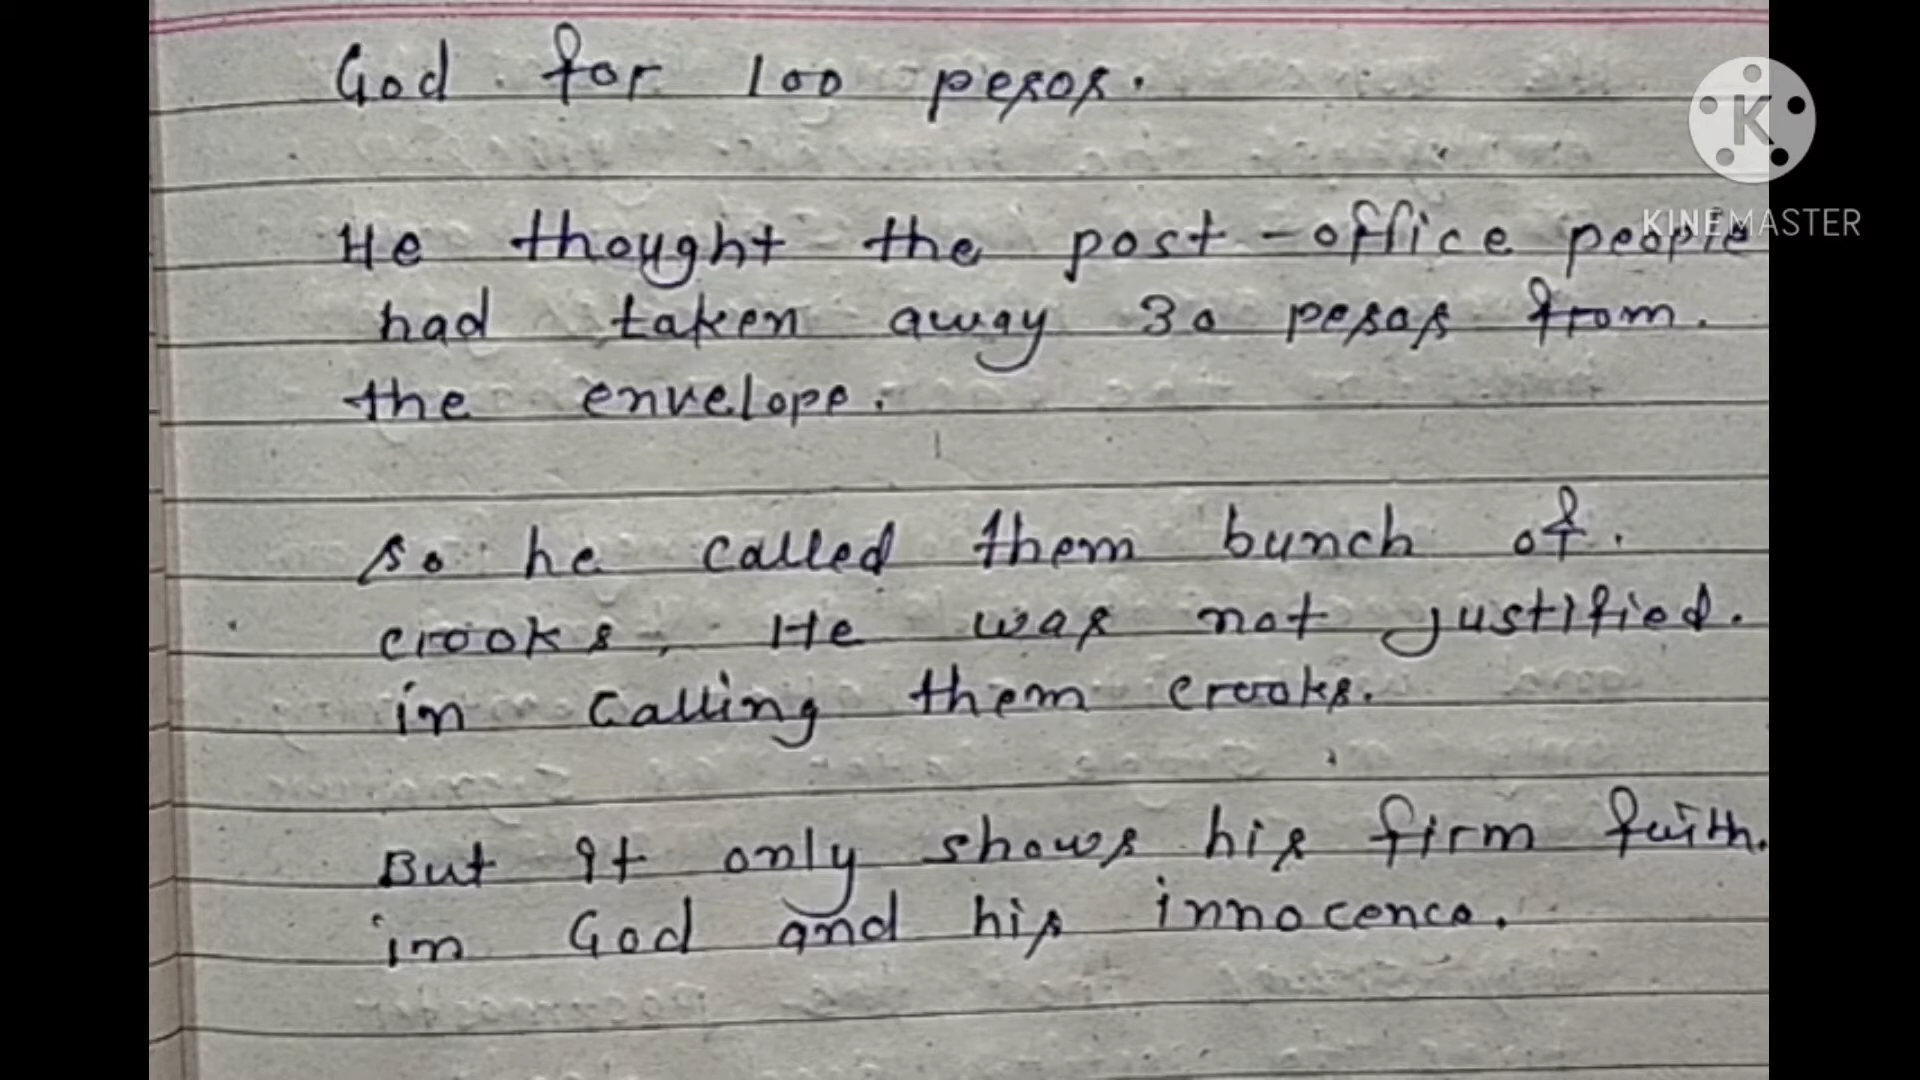 God for 100 pesos.
He thought the post-office people
had taken away 30 pesos from.
the envelope.
so he called them bunch of.
crooks. He was not justified.
in calling them crooks.
But It only shows his firm faith.
in God and his innocence.
K
KINEMASTER